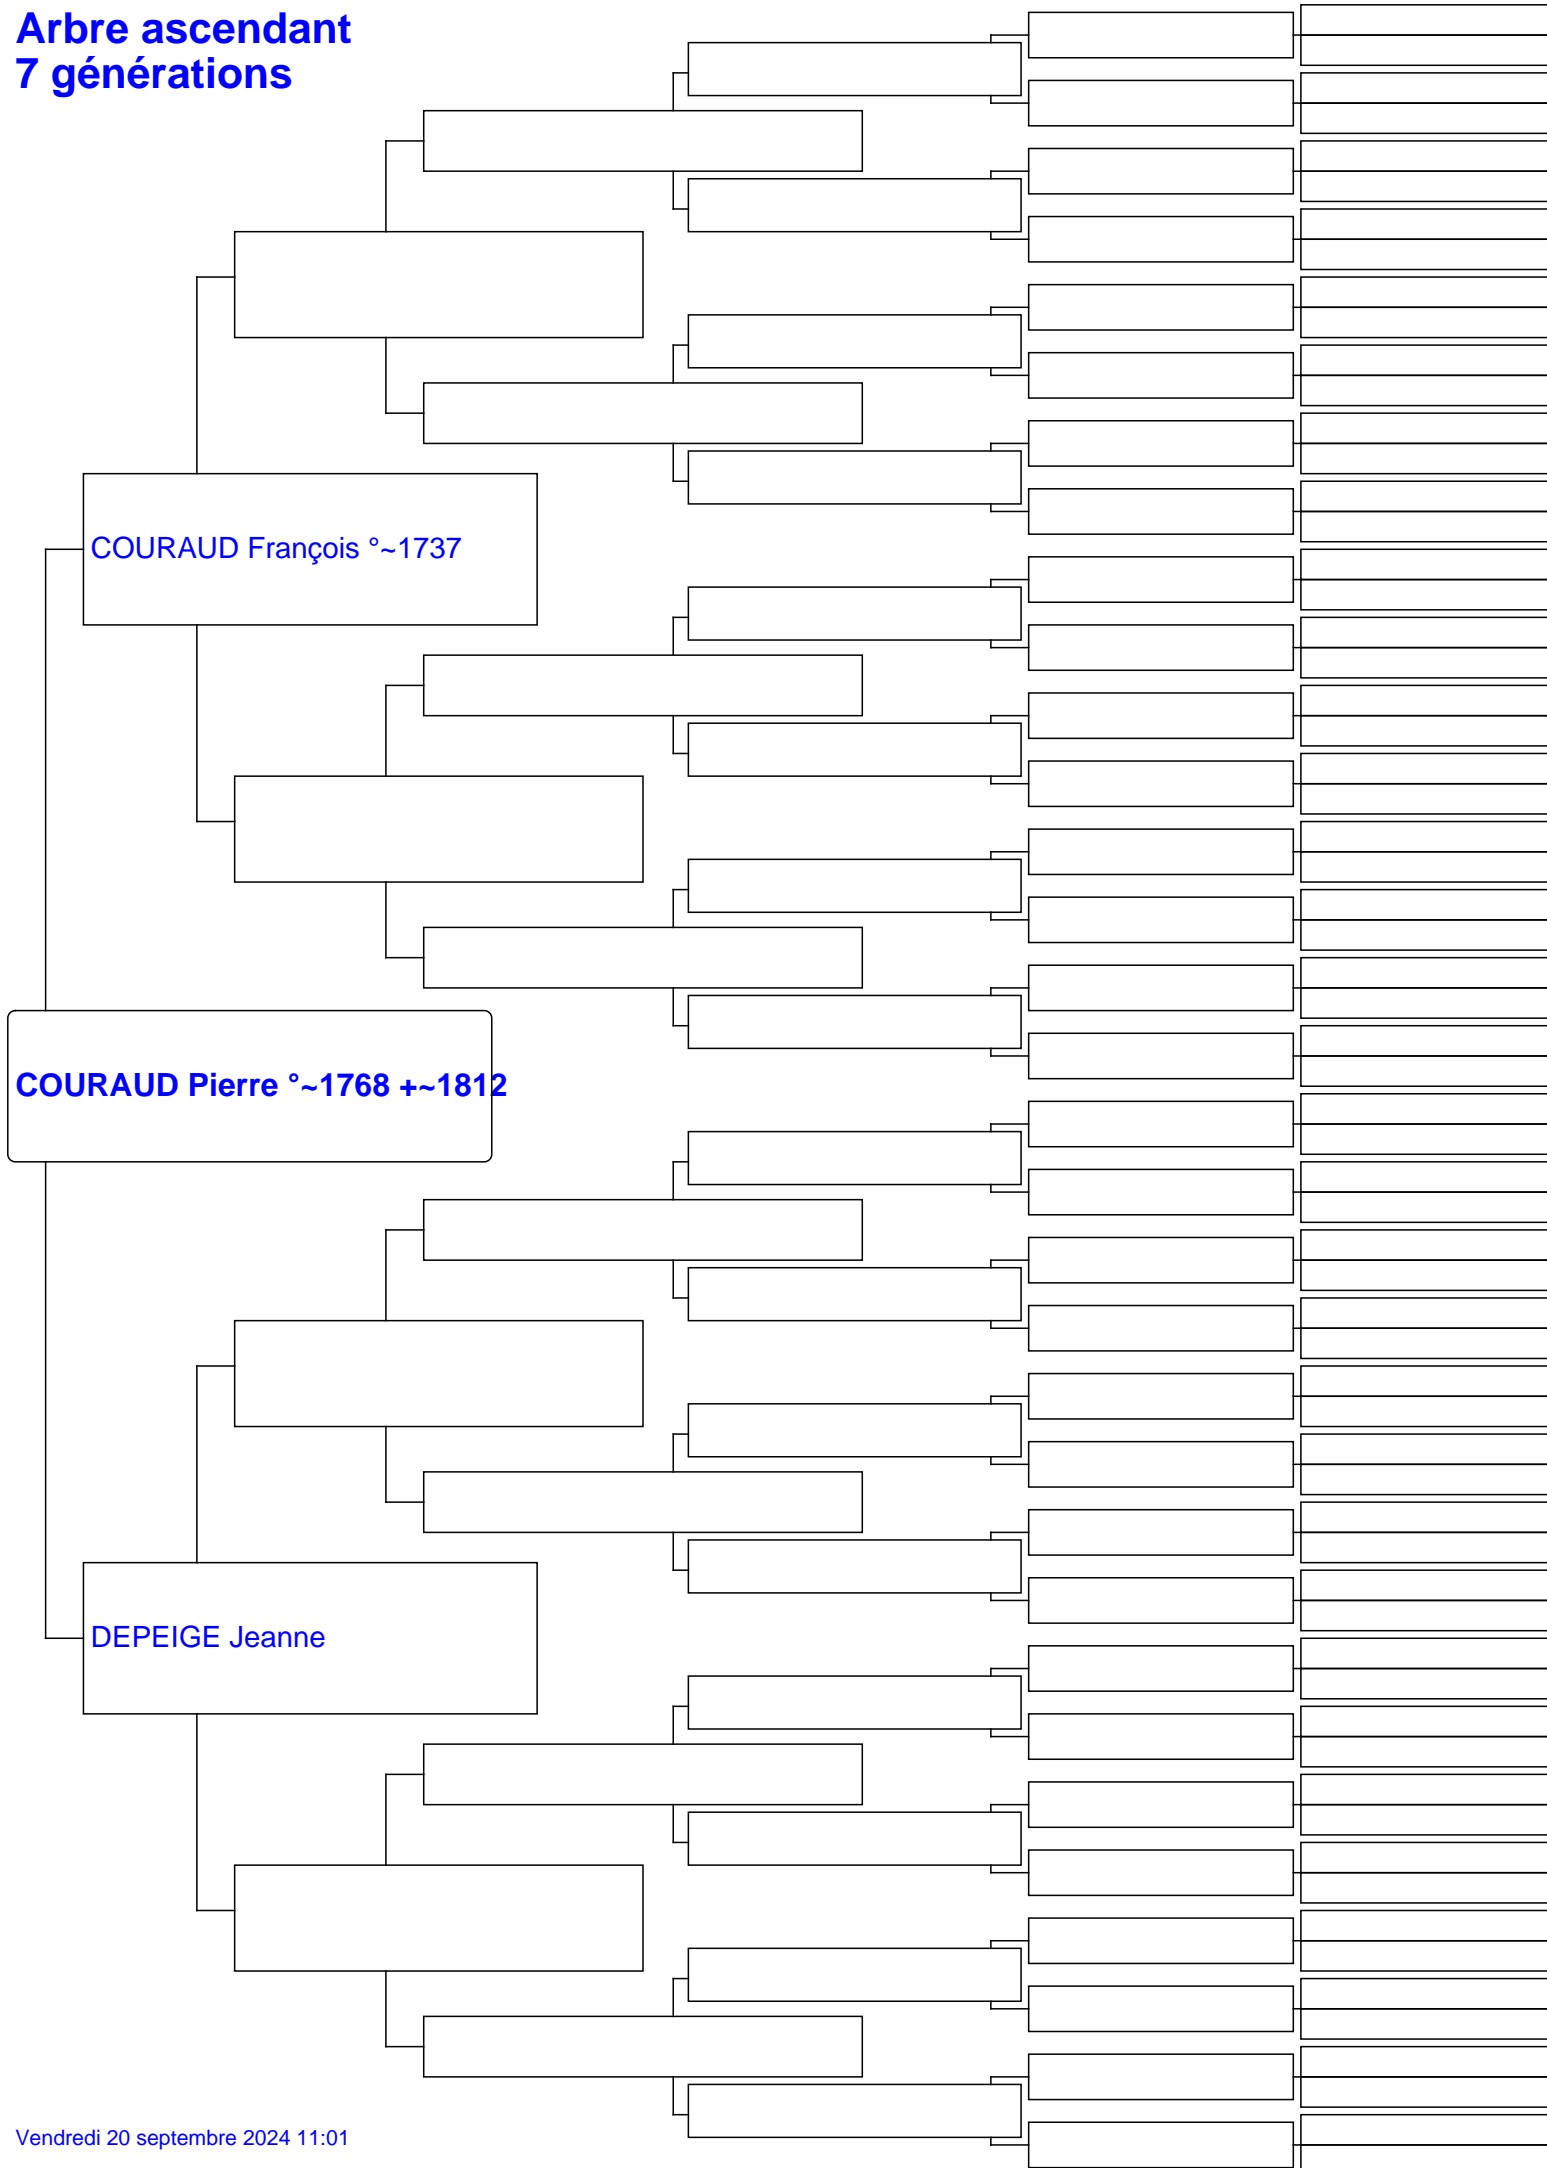 Arbre ascendant
7 générations
COURAUD François °~1737
COURAUD Pierre °~1768 +~1812
DEPEIGE Jeanne
Vendredi 20 septembre 2024 11:01